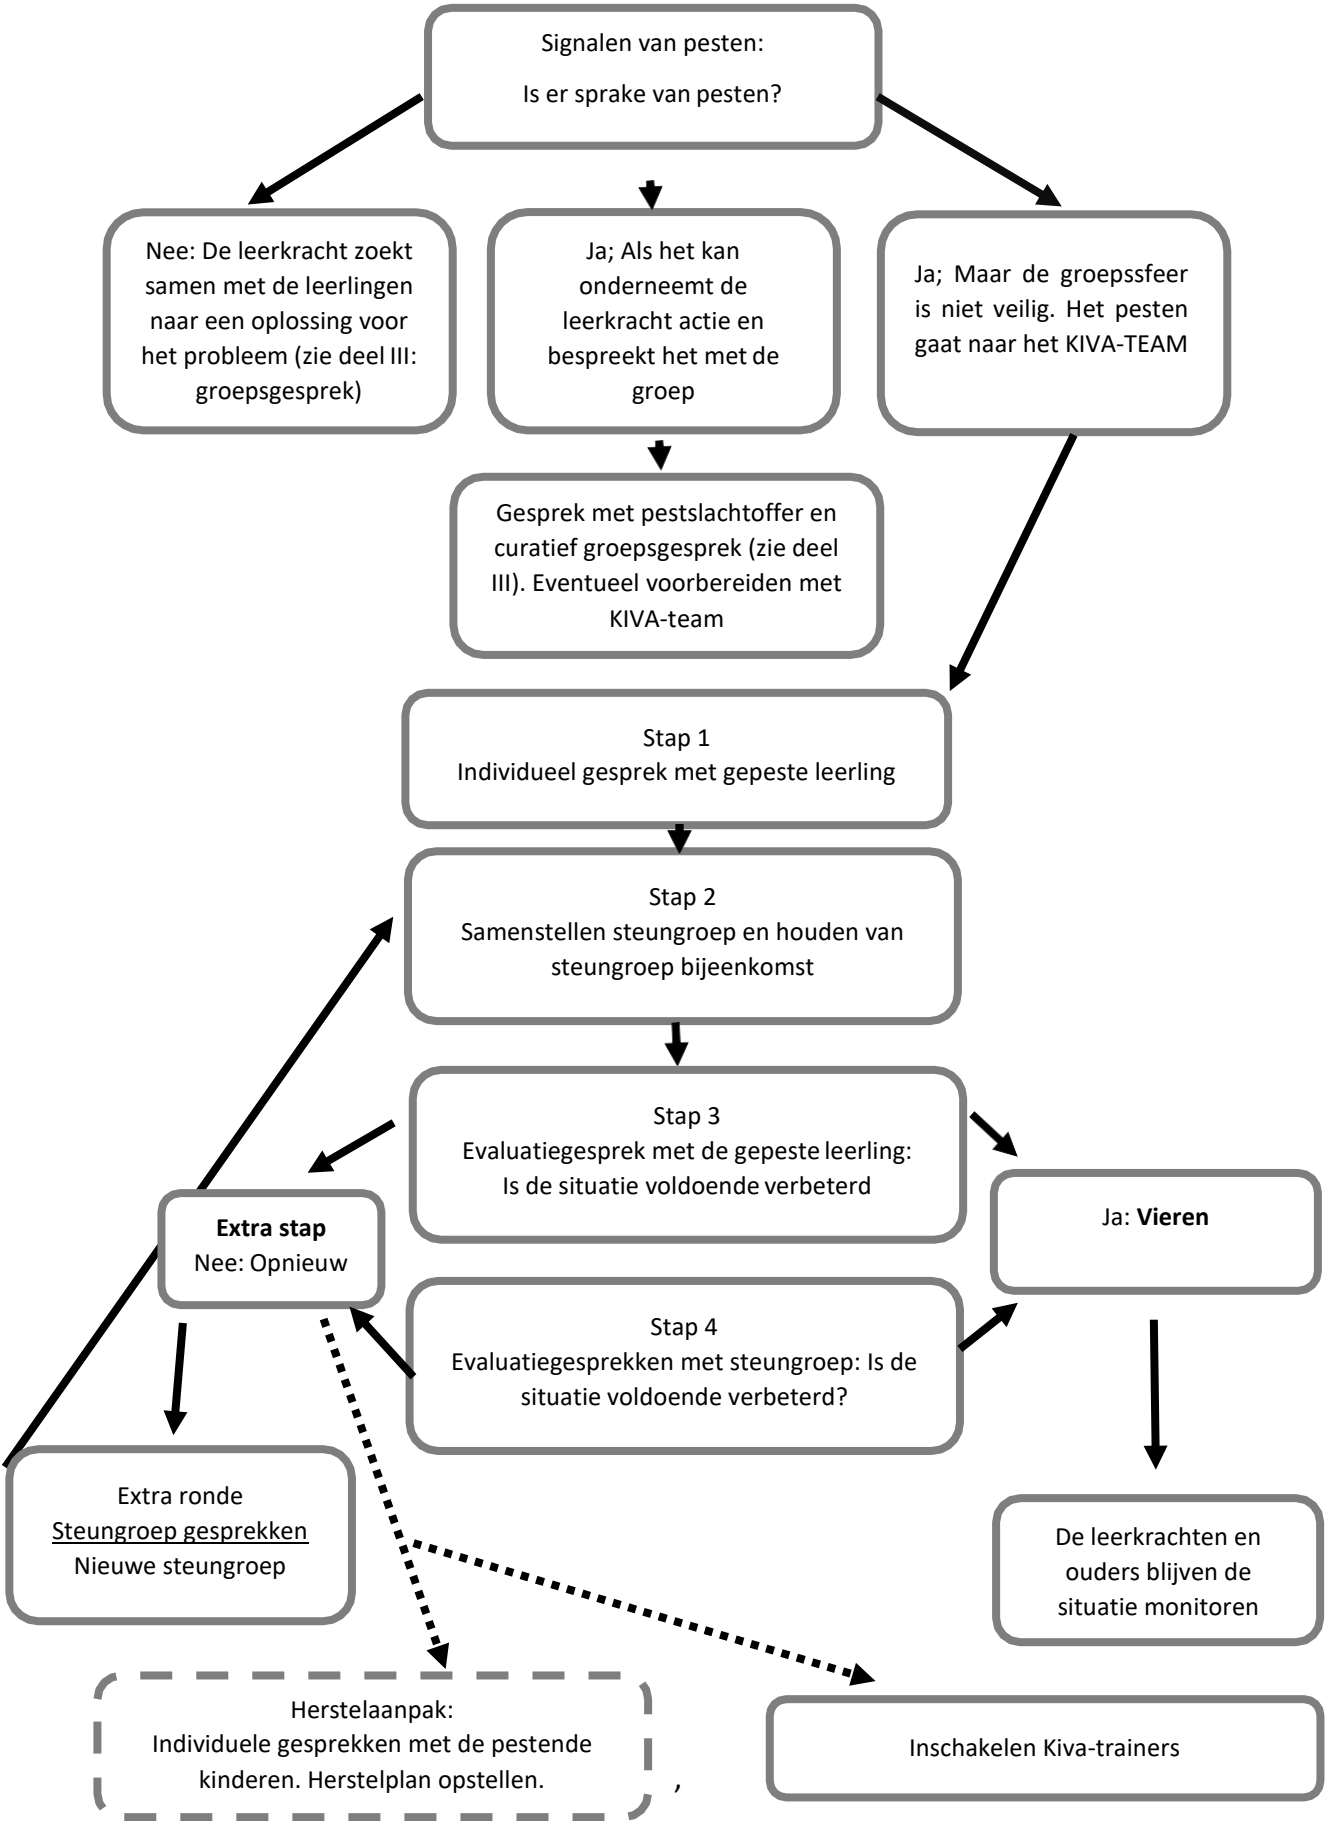 Signalen van pesten:
Is er sprake van pesten?
Nee: De leerkracht zoekt
samen met de leerlingen
naar een oplossing voor
het probleem (zie deel III:
groepsgesprek)
Ja; Als het kan
onderneemt de
leerkracht actie en
bespreekt het met de
groep
Ja; Maar de groepssfeer
is niet veilig. Het pesten
gaat naar het KIVA-TEAM
Gesprek met pestslachtoffer en
curatief groepsgesprek (zie deel
III). Eventueel voorbereiden met
KIVA-team
Stap 1
Individueel gesprek met gepeste leerling
Stap 2
Samenstellen steungroep en houden van
steungroep bijeenkomst
Stap 3
Evaluatiegesprek met de gepeste leerling:
Is de situatie voldoende verbeterd
Extra stap
Nee: Opnieuw
Ja: Vieren
Stap 4
Evaluatiegesprekken met steungroep: Is de
situatie voldoende verbeterd?
Extra ronde
Steungroep gesprekken
Nieuwe steungroep
De leerkrachten en
ouders blijven de
situatie monitoren
Herstelaanpak:
Individuele gesprekken met de pestende
kinderen. Herstelplan opstellen.
,
Inschakelen Kiva-trainers